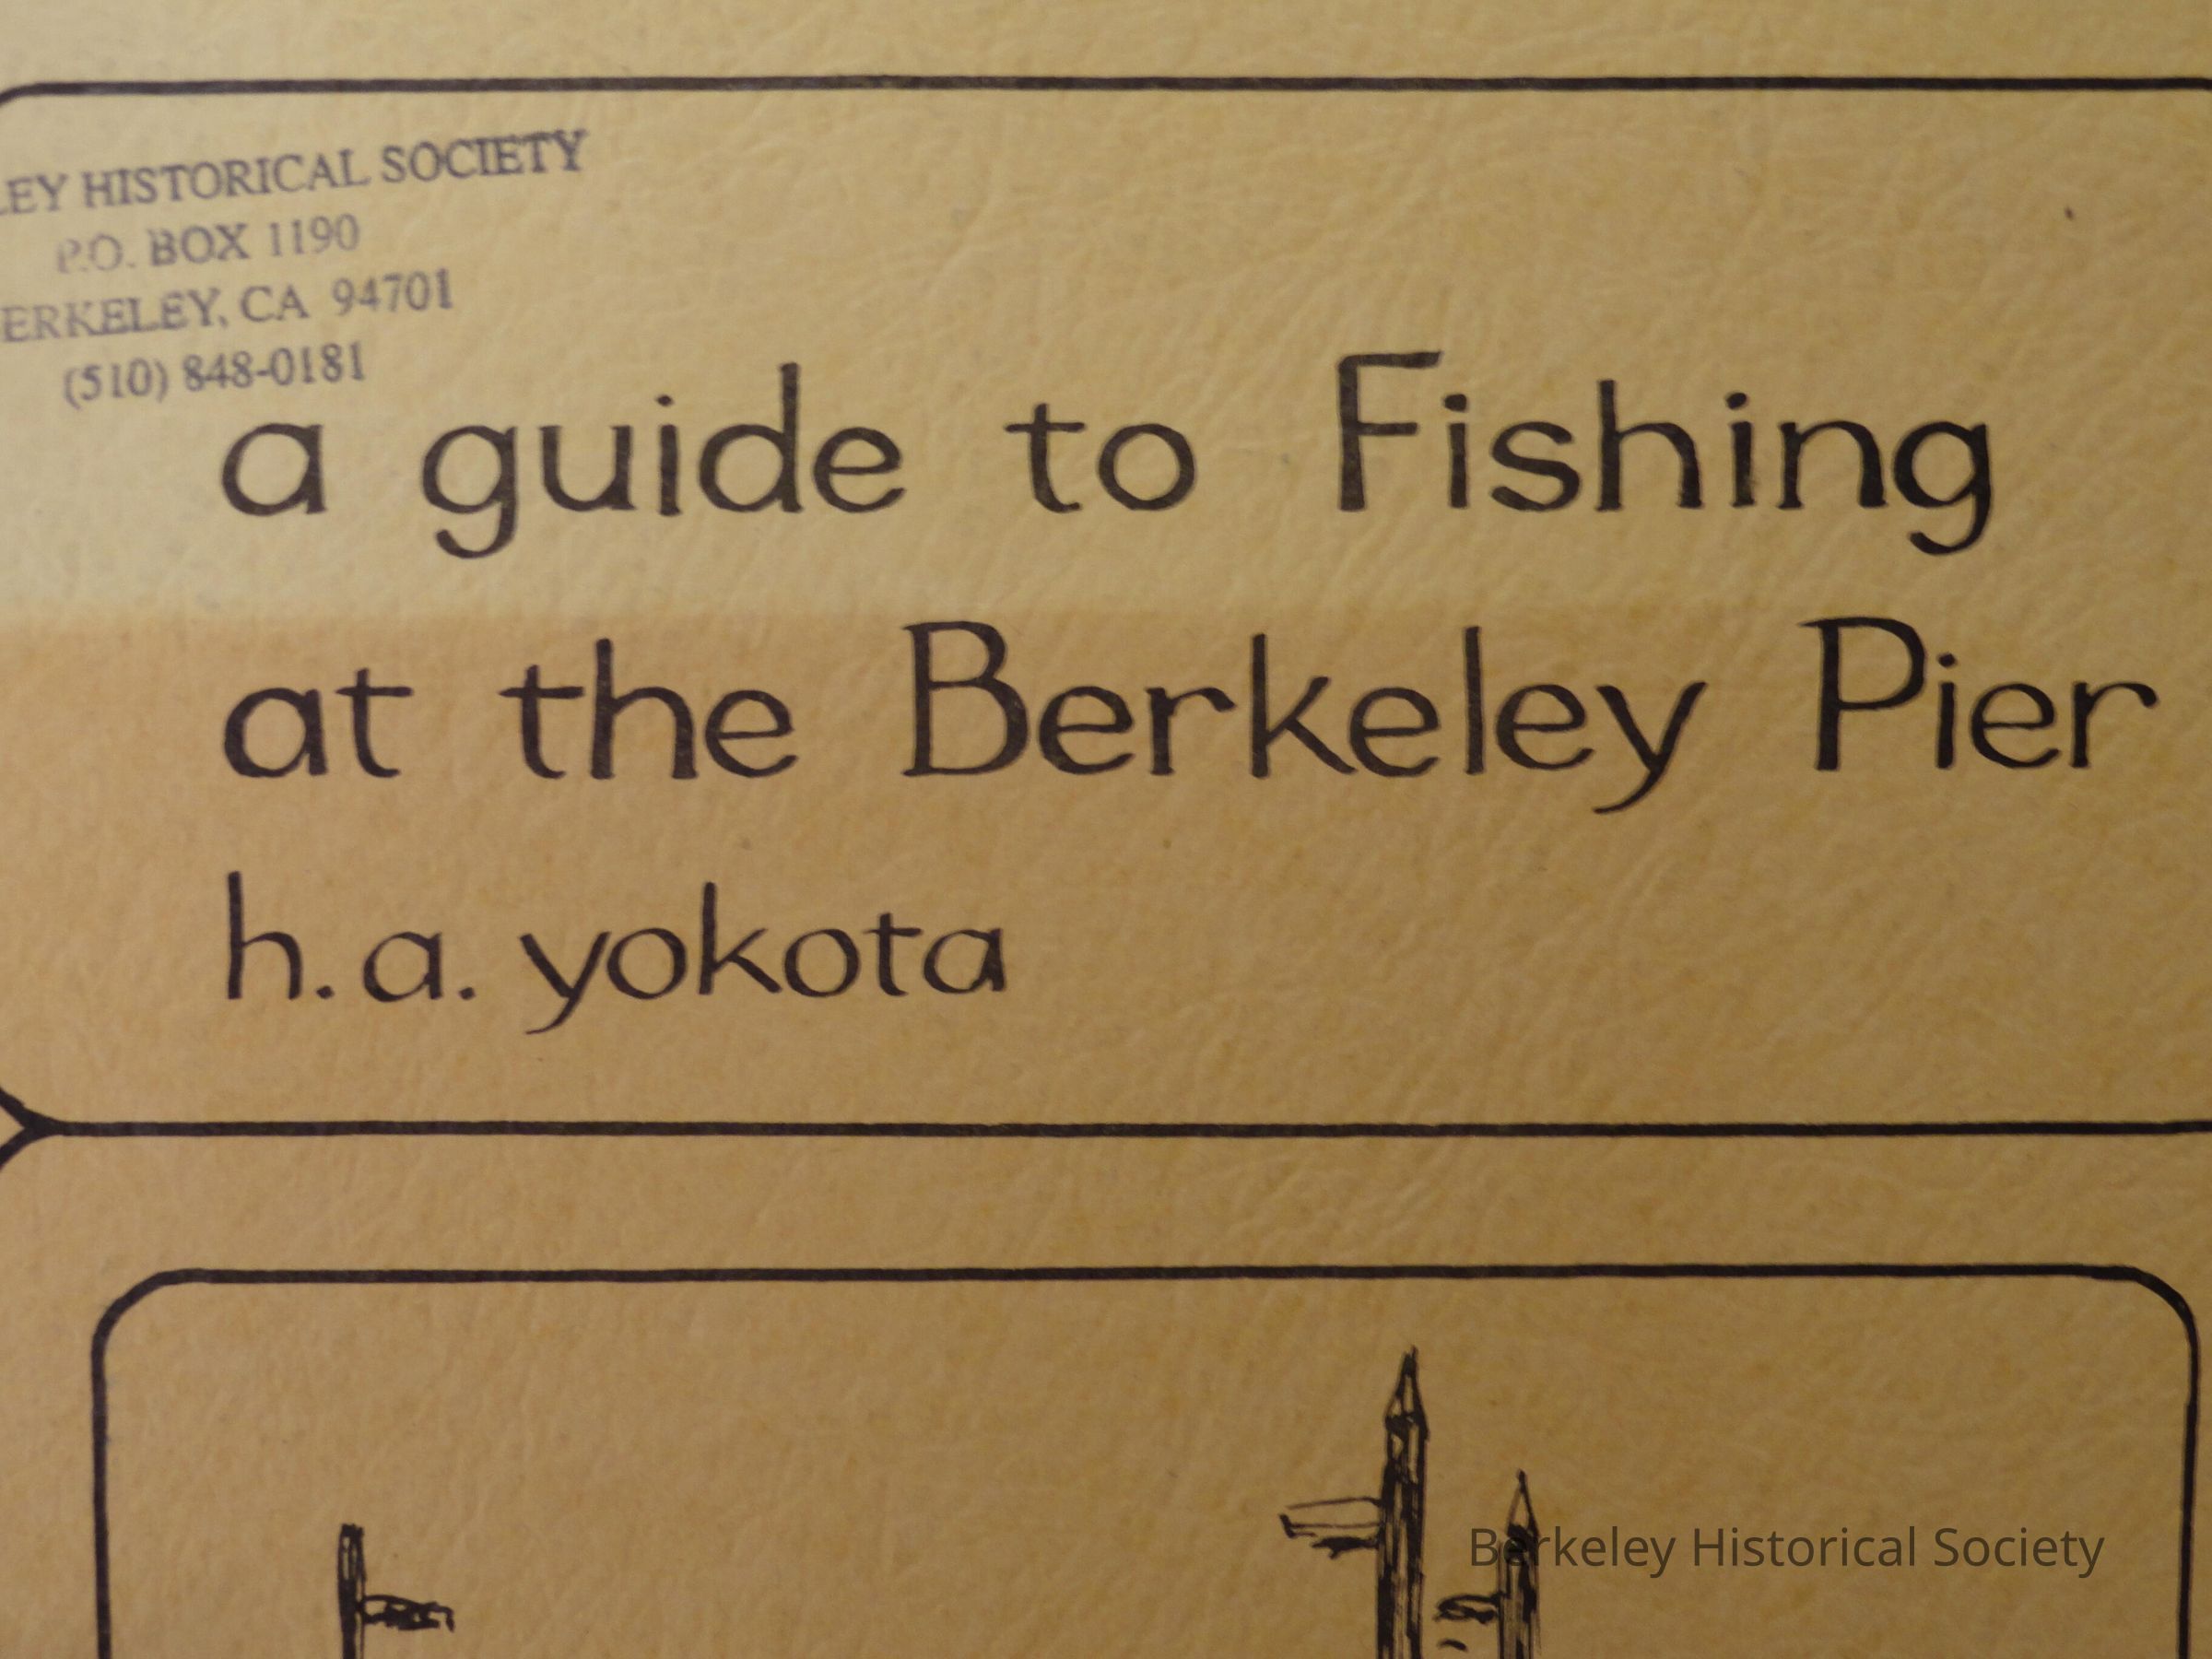 LEY HISTORICAL SOCIETY
P.O. BOX 1190
ERKELEY, CA 94701
(510) 848-0181
a guide to Fishing
at the Berkeley Pier
h.a. yokota
Berkeley Historical Society